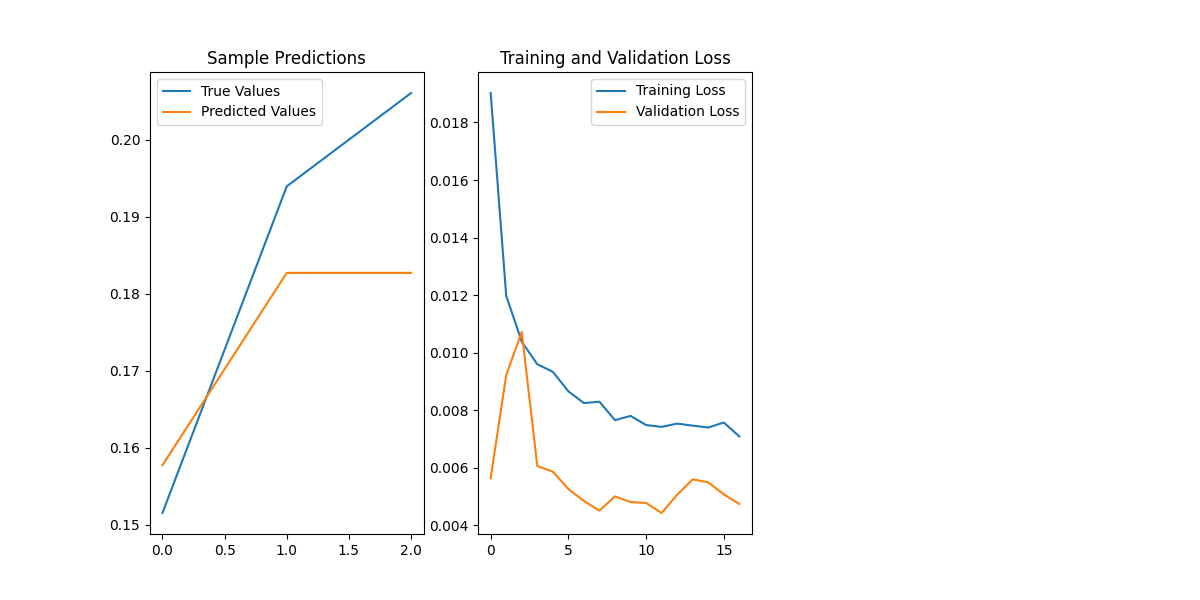 Sample Predictions
True Values
Predicted Values
0.20
0.19
0.18
0.17
0.16
0.15
0.0 0.5 1.0 1.5 2.0
Training and Validation Loss
Training Loss
Validation Loss
0.018
0.016
0.014
0.012
0.010
0.008
0.006
0.004
0 5 10 15